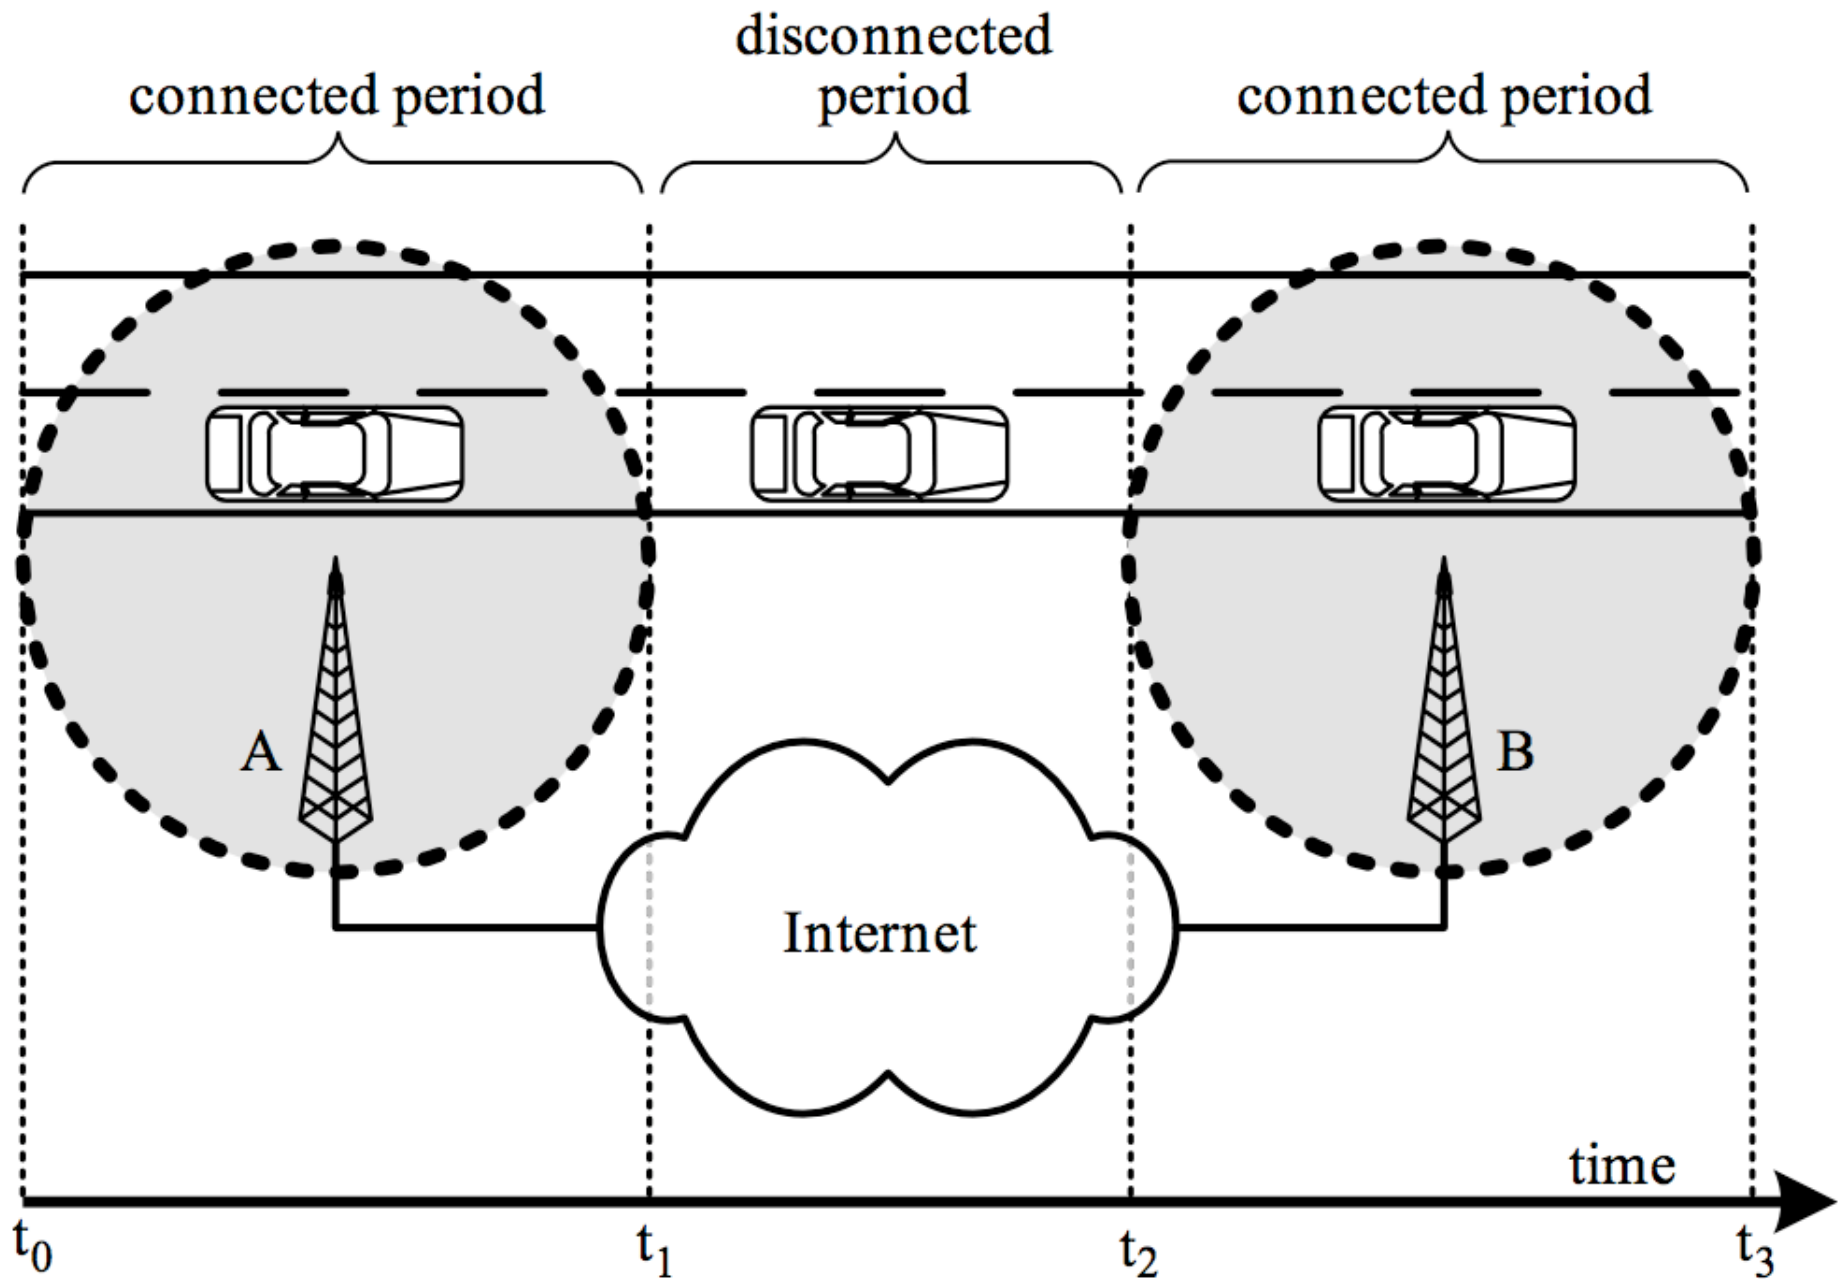 disconnected
connected period
period
connected period
A
B
Internet
time
t0
t1
t2
t3